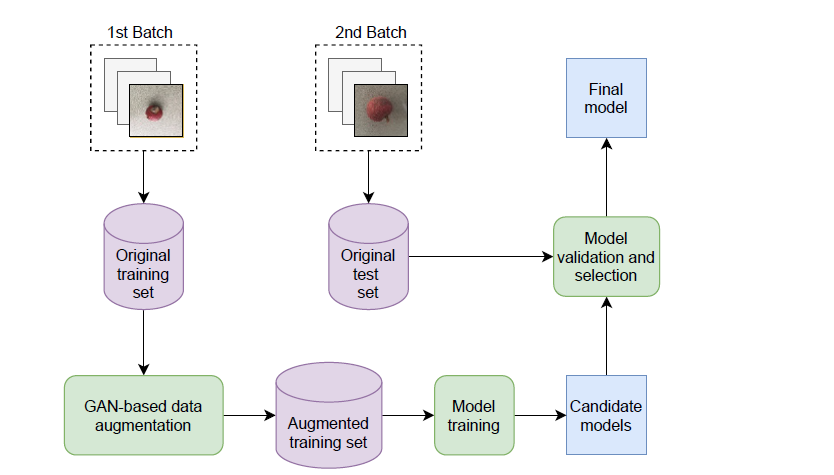 1st Batch
2nd Batch
Final
model
Original
training
set
Original
test
set
Model
validation and
selection
GAN-based data
augmentation
Augmented
training set
Model
training
Candidate
models